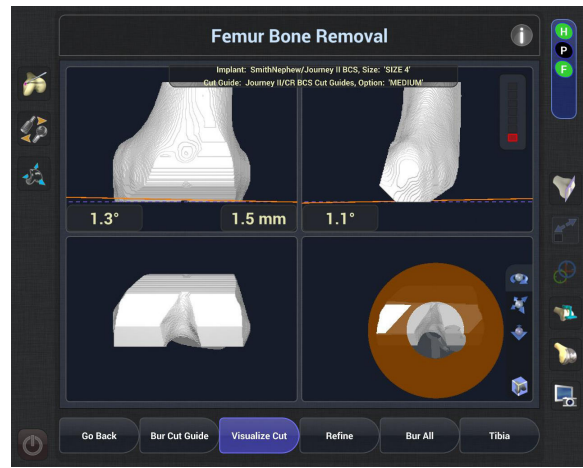 Femur Bone Removal
i
H
P
F
Implant: SmithNephew/Journey II BCS, Size: 'SIZE 4'
Cut Guide: Journey II/CR BCS Cut Guides, Option: 'MEDIUM'
1.3° 1.5 mm 1.1°
Go Back Bur Cut Guide Visualize Cut Refine Bur All Tibia